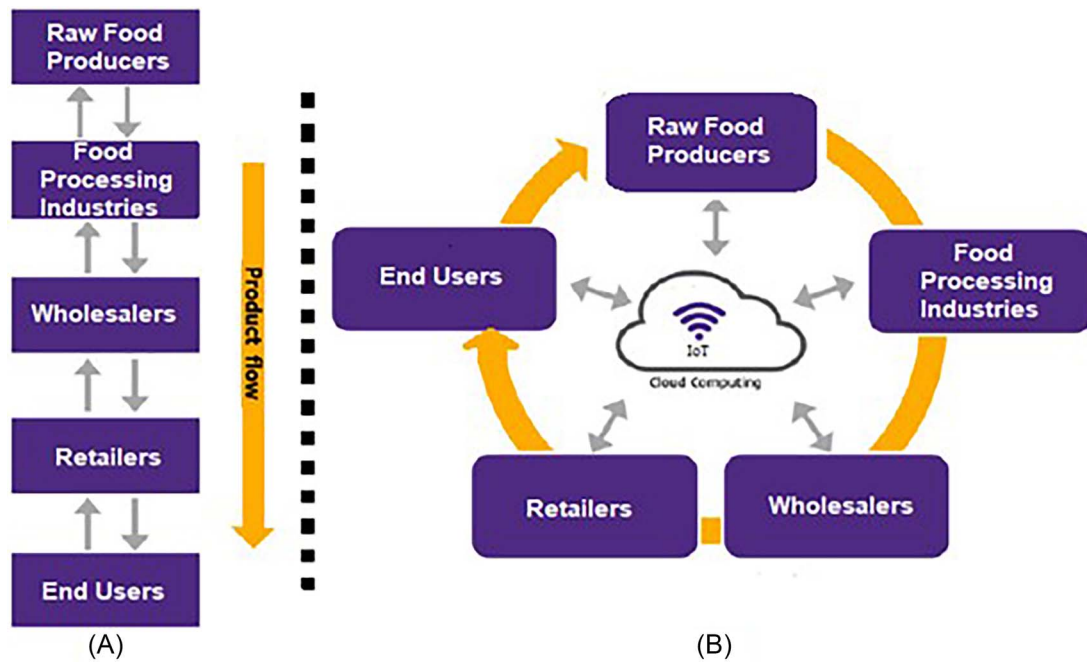 Raw Food
Producers
Food
Processing
Industries
Wholesalers
Retailers
End Users
Product flow
(A)
Raw Food
Producers
End Users
Food
Processing
Industries
IoT
Cloud Computing
Retailers
Wholesalers
(B)